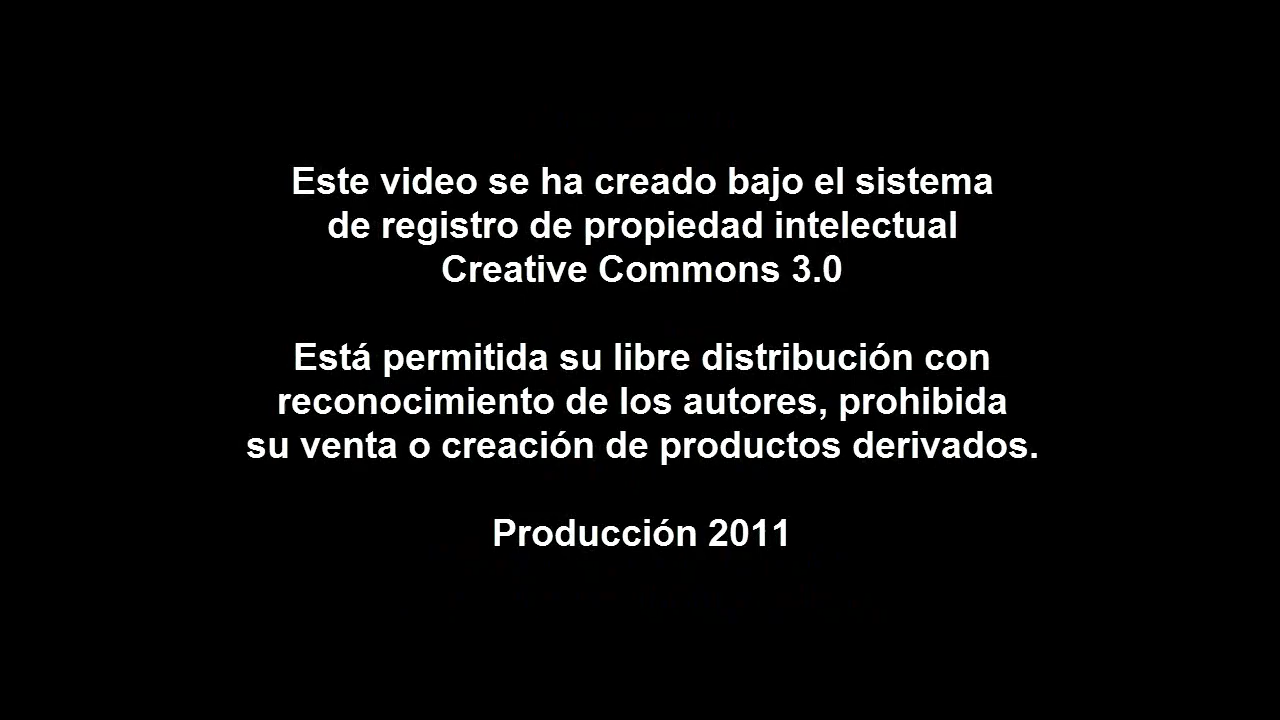 Este video se ha creado bajo el sistema
de registro de propiedad intelectual
Creative Commons 3.0
Está permitida su libre distribución con
reconocimiento de los autores, prohibida
su venta o creación de productos derivados.
Producción 2011